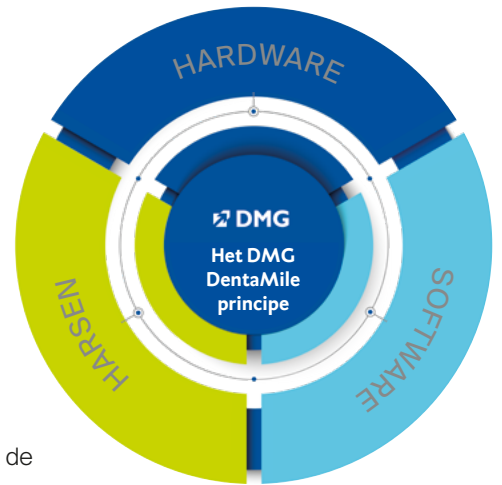 HARDWARE
DMG
Het DMG
DentaMile
principe
HARSEN
SOFTWARE
de